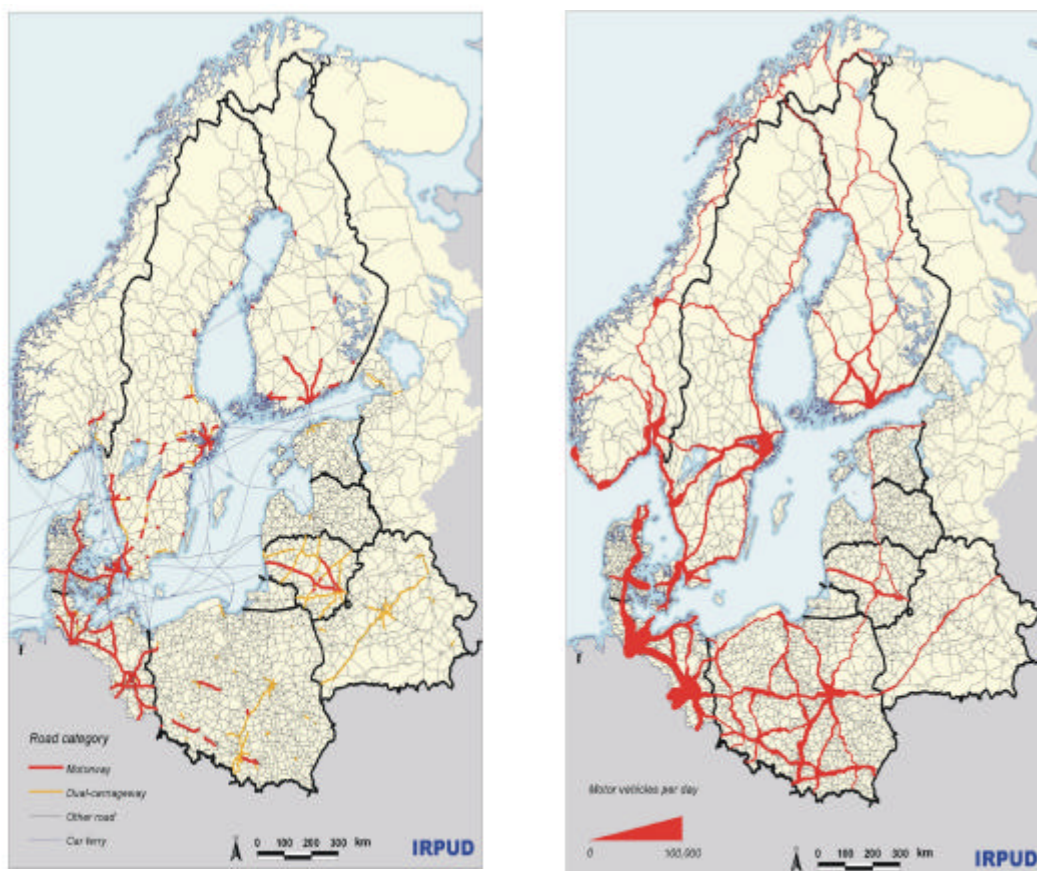 Road category
Motorway
Dual-carriageway
Other road
Car ferry
0 100 200 300 km
IRPUD
Motor vehicles per day
0 100,000
0 100 200 300 km
IRPUD